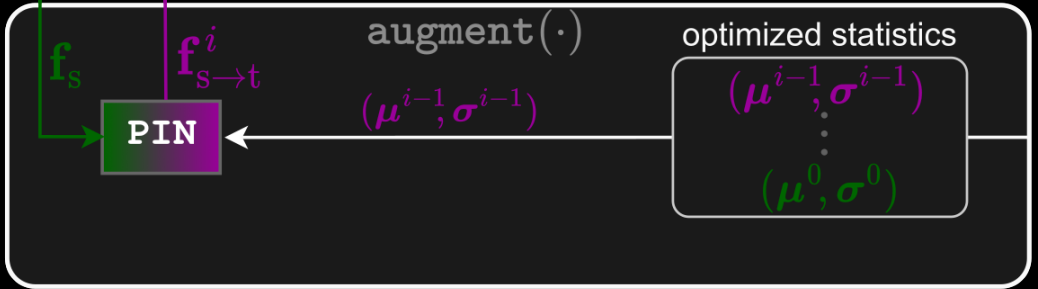 augment(·)
optimized statistics
f_s
f^i_{s→t}
(μ^{i−1}, σ^{i−1})
PIN
(μ^{i−1}, σ^{i−1})
⋮
(μ^0, σ^0)